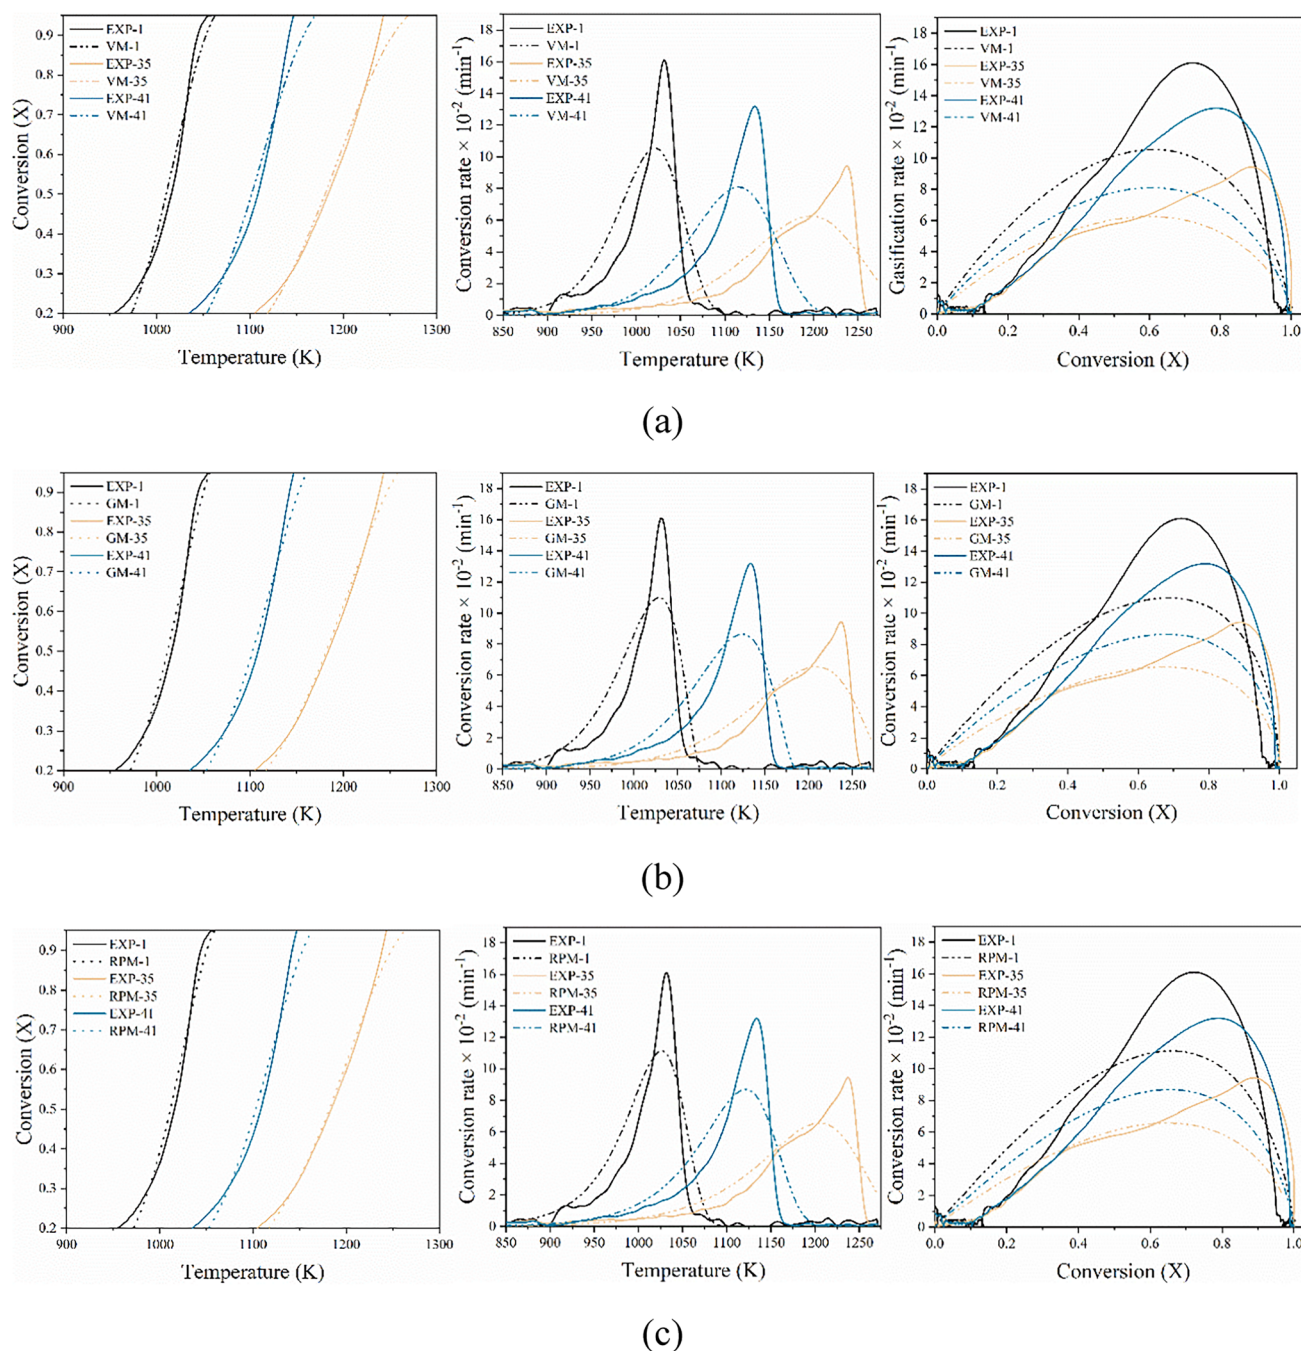 EXP-1
VM-1
EXP-35
VM-35
EXP-41
VM-41
0.9
0.8
0.7
0.6
0.5
0.4
0.3
0.2
900
1000
1100
1200
1300
Conversion (X)
Temperature (K)
EXP-1
VM-1
EXP-35
VM-35
EXP-41
VM-41
18
16
14
12
10
8
6
4
2
0
850
900
950
1000
1050
1100
1150
1200
1250
Conversion rate × 10⁻² (min⁻¹)
Temperature (K)
EXP-1
VM-1
EXP-35
VM-35
EXP-41
VM-41
18
16
14
12
10
8
6
4
2
0
0.0
0.2
0.4
0.6
0.8
1.0
Gasification rate × 10⁻² (min⁻¹)
Conversion (X)
(a)
EXP-1
GM-1
EXP-35
GM-35
EXP-41
GM-41
0.9
0.8
0.7
0.6
0.5
0.4
0.3
0.2
900
1000
1100
1200
1300
Conversion (X)
Temperature (K)
EXP-1
GM-1
EXP-35
GM-35
EXP-41
GM-41
18
16
14
12
10
8
6
4
2
0
850
900
950
1000
1050
1100
1150
1200
1250
Conversion rate × 10⁻² (min⁻¹)
Temperature (K)
EXP-1
GM-1
EXP-35
GM-35
EXP-41
GM-41
18
16
14
12
10
8
6
4
2
0
0.0
0.2
0.4
0.6
0.8
1.0
Conversion rate × 10⁻² (min⁻¹)
Conversion (X)
(b)
EXP-1
RPM-1
EXP-35
RPM-35
EXP-41
RPM-41
0.9
0.8
0.7
0.6
0.5
0.4
0.3
0.2
900
1000
1100
1200
1300
Conversion (X)
Temperature (K)
EXP-1
RPM-1
EXP-35
RPM-35
EXP-41
RPM-41
18
16
14
12
10
8
6
4
2
0
850
900
950
1000
1050
1100
1150
1200
1250
Conversion rate × 10⁻² (min⁻¹)
Temperature (K)
EXP-1
RPM-1
EXP-35
RPM-35
EXP-41
RPM-41
18
16
14
12
10
8
6
4
2
0
0.0
0.2
0.4
0.6
0.8
1.0
Conversion rate × 10⁻² (min⁻¹)
Conversion (X)
(c)